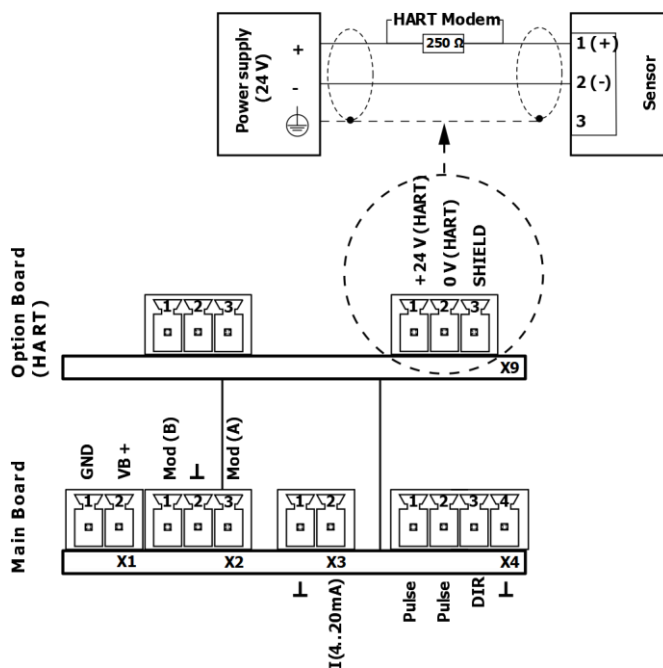 HART Modem
250 Ω
Power supply
(24 V)
+
-
1 (+)
2 (-)
3
Sensor
+24 V (HART)
0 V (HART)
SHIELD
Option Board
(HART)
1 2 3
1 2 3
X9
Main Board
GND
VB +
Mod (B)
⊥
Mod (A)
1 2
1 2 3
1 2
1 2 3 4
X1
X2
X3
X4
⊥
I(4..20mA)
Pulse
Pulse
DIR
⊥